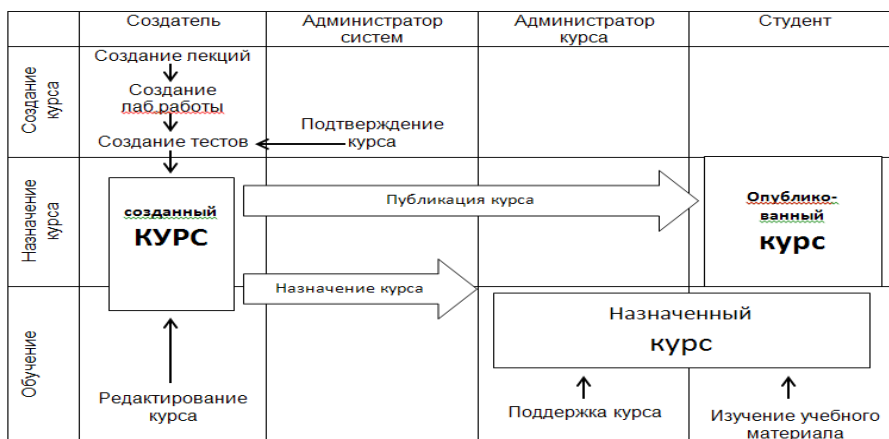 Создатель
Администратор
систем
Администратор
курса
Студент
Создание
курса
Создание лекций
Создание
лаб.работы
Создание тестов
Подтверждение
курса
Назначение
курса
созданный
КУРС
Публикация курса
Опублико-
ванный
курс
Назначение курса
Обучение
Назначенный
курс
Редактирование
курса
Поддержка курса
Изучение учебного
материала